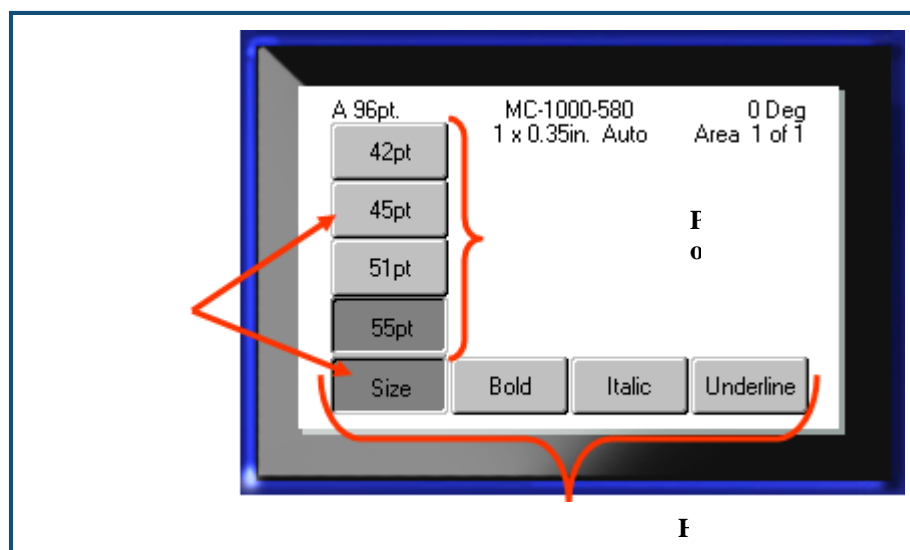 A 96pt. MC-1000-580 0 Deg
1 x 0.35in. Auto Area 1 of 1
42pt
45pt
51pt
55pt
Size Bold Italic Underline